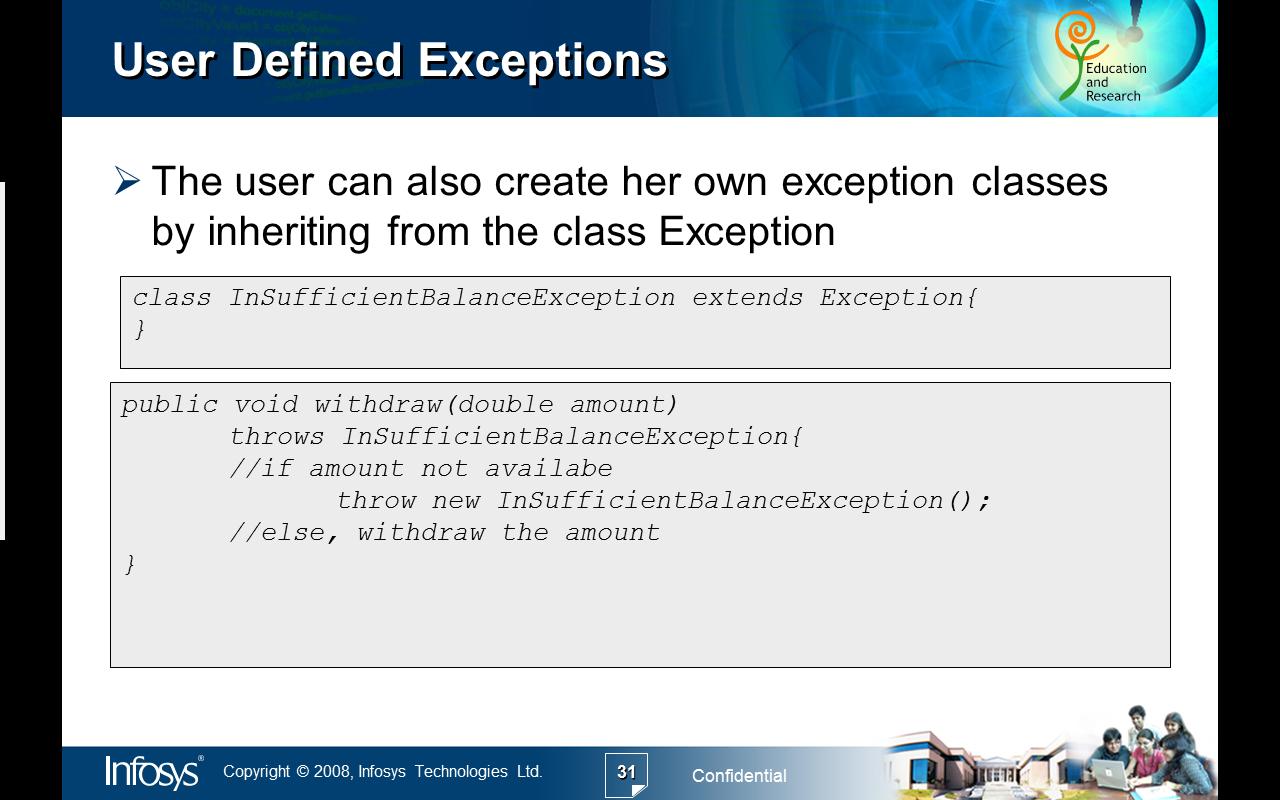 User Defined Exceptions
Education
and
Research
The user can also create her own exception classes
by inheriting from the class Exception
class InSufficientBalanceException extends Exception{
}
public void withdraw(double amount)
throws InSufficientBalanceException{
//if amount not availabe
throw new InSufficientBalanceException();
//else, withdraw the amount
}
Infosys®
Copyright © 2008, Infosys Technologies Ltd.
31
Confidential